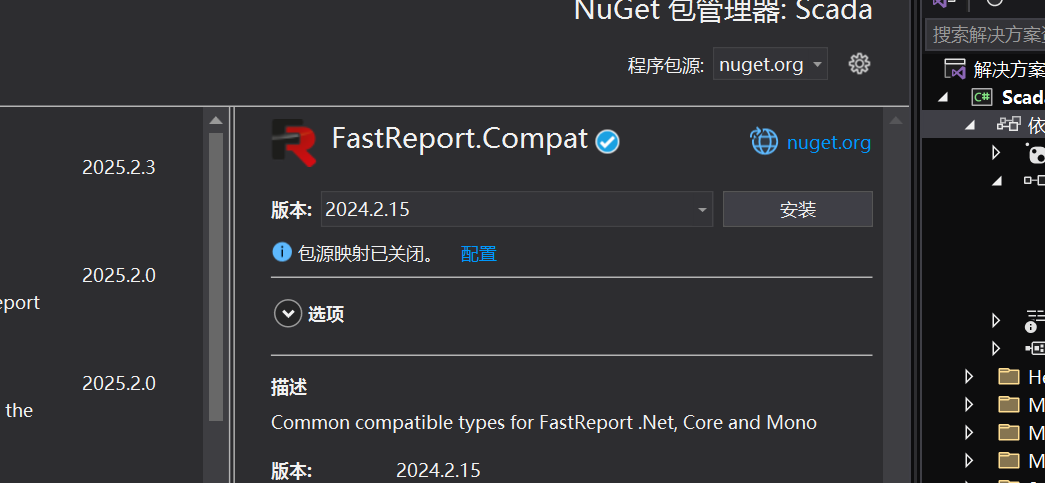 NuGet 包管理器: Scada
程序包源: nuget.org
搜索解决方案
解决方案
Scada
2025.2.3
FastReport.Compat
nuget.org
版本: 2024.2.15
安装
包源映射已关闭。 配置
2025.2.0
eport
选项
2025.2.0
the
描述
Common compatible types for FastReport .Net, Core and Mono
版本: 2024.2.15
C#
依
He
M
M
M